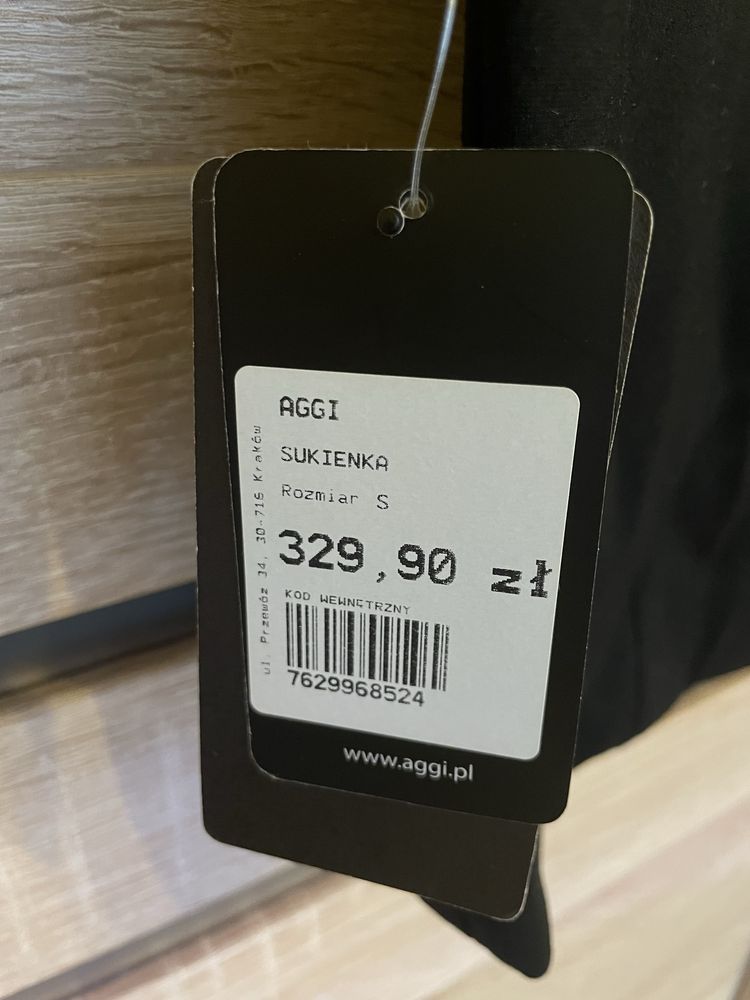 AGGI
SUKIENKA
Rozmiar S
329,90 zł
KOD WEWNĘTRZNY
7629968524
ul. Przewóz 34, 30-716 Kraków
www.aggi.pl